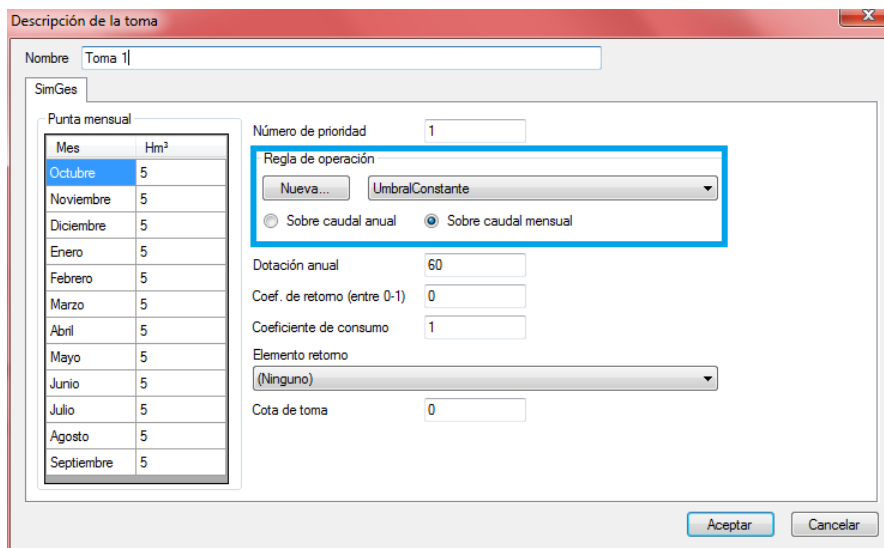 Descripción de la toma
Nombre Toma 1
SimGes
Punta mensual
Mes Hm³
Octubre 5
Noviembre 5
Diciembre 5
Enero 5
Febrero 5
Marzo 5
Abril 5
Mayo 5
Junio 5
Julio 5
Agosto 5
Septiembre 5
Número de prioridad 1
Regla de operación
Nueva... UmbralConstante
Sobre caudal anual Sobre caudal mensual
Dotación anual 60
Coef. de retorno (entre 0-1) 0
Coeficiente de consumo 1
Elemento retorno
(Ninguno)
Cota de toma 0
Aceptar Cancelar